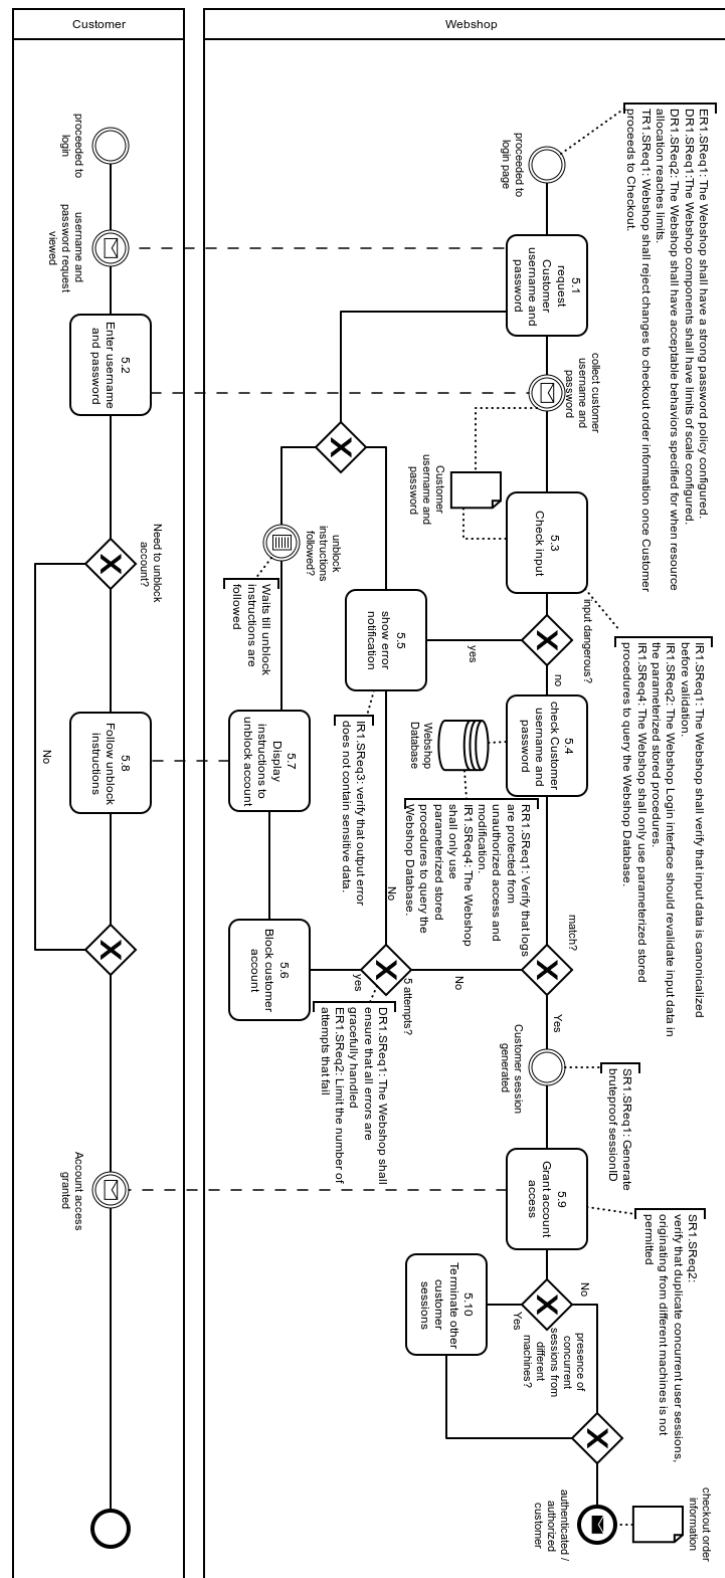 Webshop
ER1.SReq1: The Webshop shall have a strong password policy configured.
DR1.SReq1:The Webshop components shall have limits of scale configured.
DR1.SReq2: The Webshop shall have acceptable behaviors specified for when resource
allocation reaches limits.
TR1.SReq1: Webshop shall reject changes to checkout order information once Customer
proceeds to Checkout.
IR1.SReq1: The Webshop shall verify that input data is canonicalized
before validation.
IR1.SReq2: The Webshop Login interface should revalidate input data in
the parameterized stored procedures.
IR1.SReq4: The Webshop shall only use parameterized stored
procedures to query the Webshop Database.
SR1.SReq1: Generate
bruteproof sessionID
SR1.SReq2:
verify that duplicate concurrent user sessions,
originating from different machines is not
permitted
checkout order
information
proceeded to
login page
5.1
request
Customer
username and
password
collect customer
username and
password
Customer
username and
password
5.3
Check input
input dangerous?
yes
no
5.4
check Customer
username and
password
Webshop
Database
RR1.SReq1: Verify that logs
are protected from
unauthorized access and
modification.
IR1.SReq4: The Webshop
shall only use
parameterized stored
procedures to query the
Webshop Database.
match?
Yes
No
Customer session
generated
5.9
Grant account
access
No
Yes
presence of
concurrent
sessions from
different
machines?
5.10
Terminate other
customer
sessions
authenticated /
authorized
customer
5.5
show error
notification
IR1.SReq3: verify that output error
does not contain sensitive data.
No
5 attempts?
yes
DR1.SReq1: The Webshop shall
ensure that all errors are
gracefully handled
ER1.SReq2: Limit the number of
attempts that fail
unblock
instructions
followed?
Waits till unblock
instructions are
followed
5.7
Display
instructions to
unblock account
5.6
Block customer
account
Customer
proceeded to
login
username and
password request
viewed
5.2
Enter username
and password
Need to unblock
account?
5.8
Follow unblock
instructions
No
Account access
granted